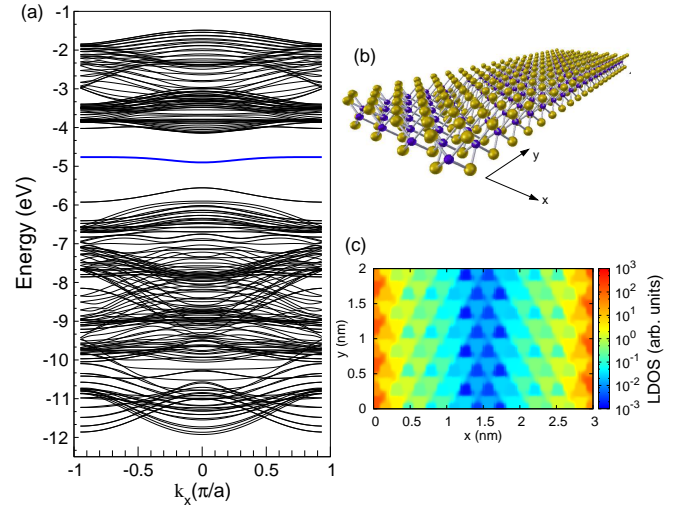 (a)
-1
-2
-3
-4
-5
-6
-7
-8
-9
-10
-11
-12
Energy (eV)
-1 -0.5 0 0.5 1
k_x(π/a)
(b)
y
x
(c)
2
1.5
1
0.5
0
y (nm)
0 0.5 1 1.5 2 2.5 3
x (nm)
10^3
10^2
10^1
10^0
10^-1
10^-2
10^-3
LDOS (arb. units)